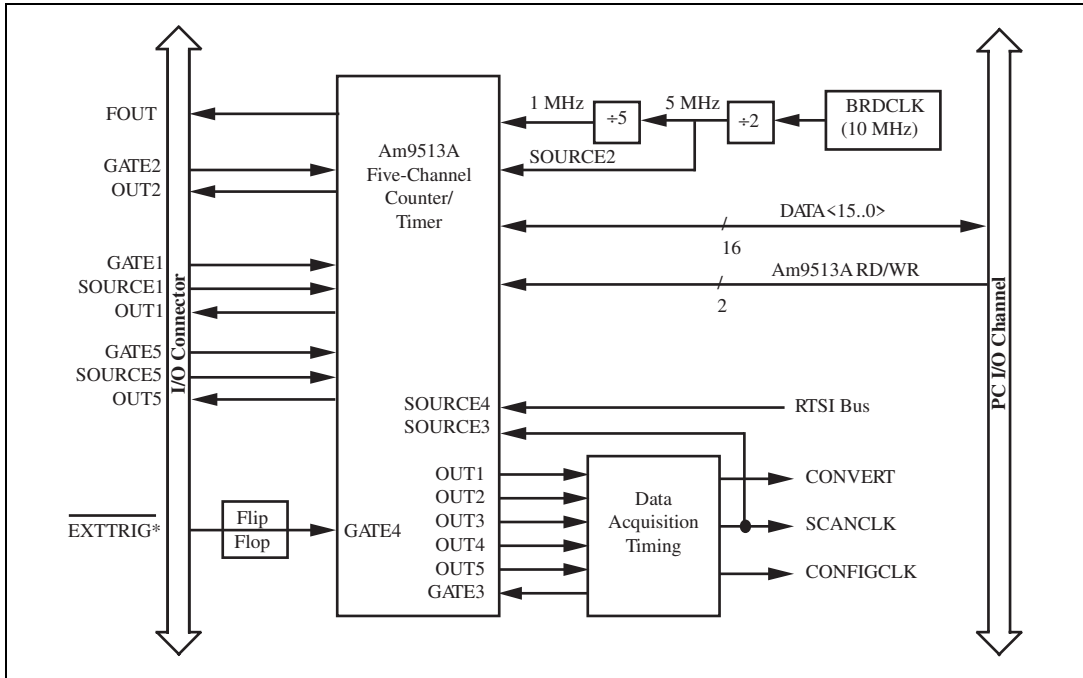 FOUT
GATE2
OUT2
GATE1
SOURCE1
OUT1
GATE5
SOURCE5
OUT5
EXTTRIG*
I/O Connector
Flip
Flop
Am9513A
Five-Channel
Counter/
Timer
GATE4
1 MHz
÷5
5 MHz
÷2
BRDCLK
(10 MHz)
SOURCE2
DATA<15..0>
/
16
Am9513A RD/WR
/
2
SOURCE4
RTSI Bus
SOURCE3
OUT1
OUT2
OUT3
OUT4
OUT5
GATE3
Data
Acquisition
Timing
CONVERT
SCANCLK
CONFIGCLK
PC I/O Channel